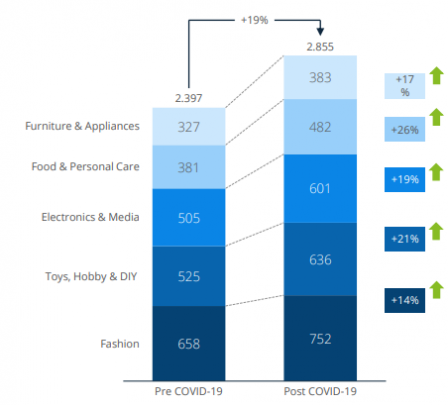 +19%
2.855
2.397
383
+17
%
Furniture & Appliances 327
482
+26%
Food & Personal Care 381
601
+19%
Electronics & Media 505
636
+21%
Toys, Hobby & DIY 525
752
+14%
Fashion 658
Pre COVID-19 Post COVID-19